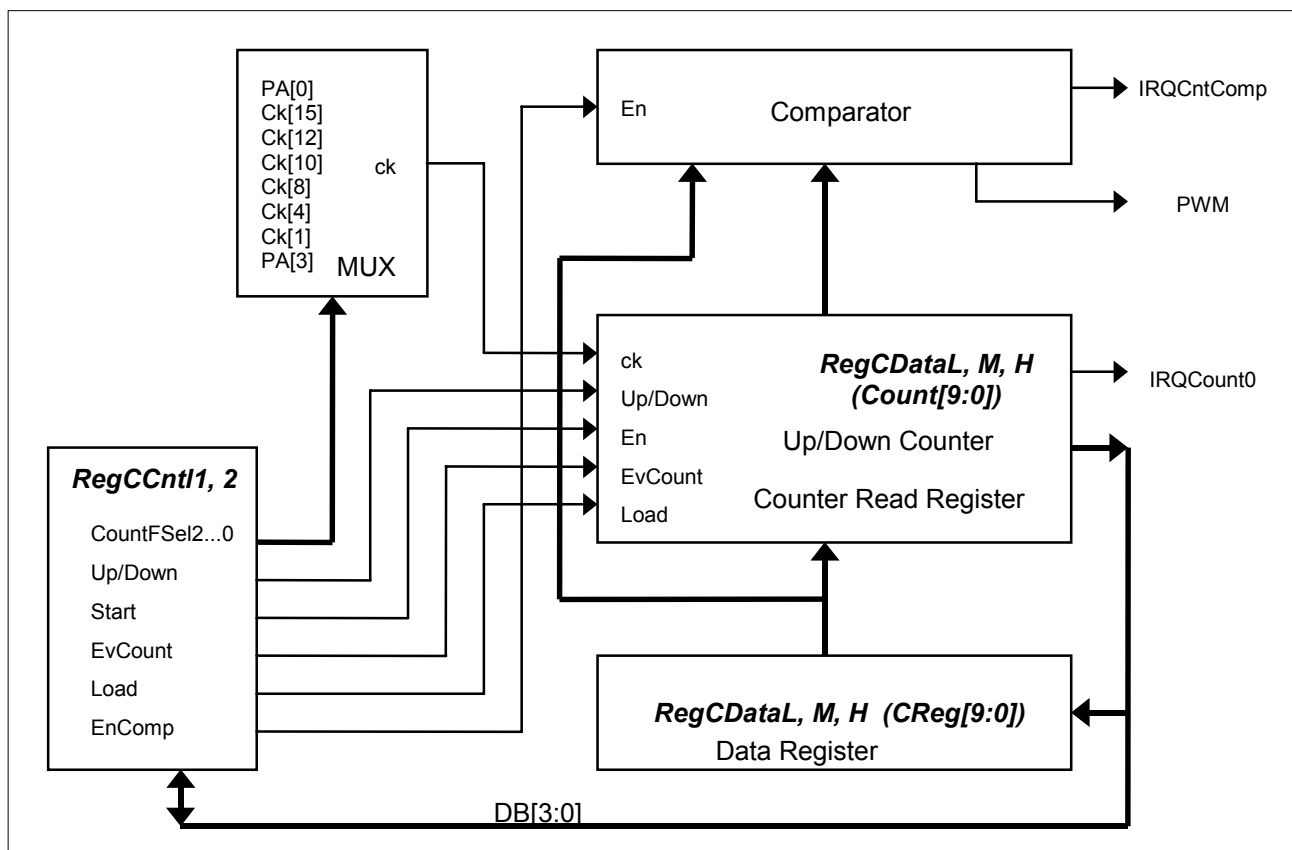 PA[0]
Ck[15]
Ck[12]
Ck[10]
Ck[8]
Ck[4]
Ck[1]
PA[3]
ck
MUX
En
Comparator
IRQCntComp
PWM
ck
Up/Down
En
EvCount
Load
RegCDataL, M, H
(Count[9:0])
Up/Down Counter
Counter Read Register
IRQCount0
RegCCntl1, 2
CountFSel2...0
Up/Down
Start
EvCount
Load
EnComp
RegCDataL, M, H (CReg[9:0])
Data Register
DB[3:0]